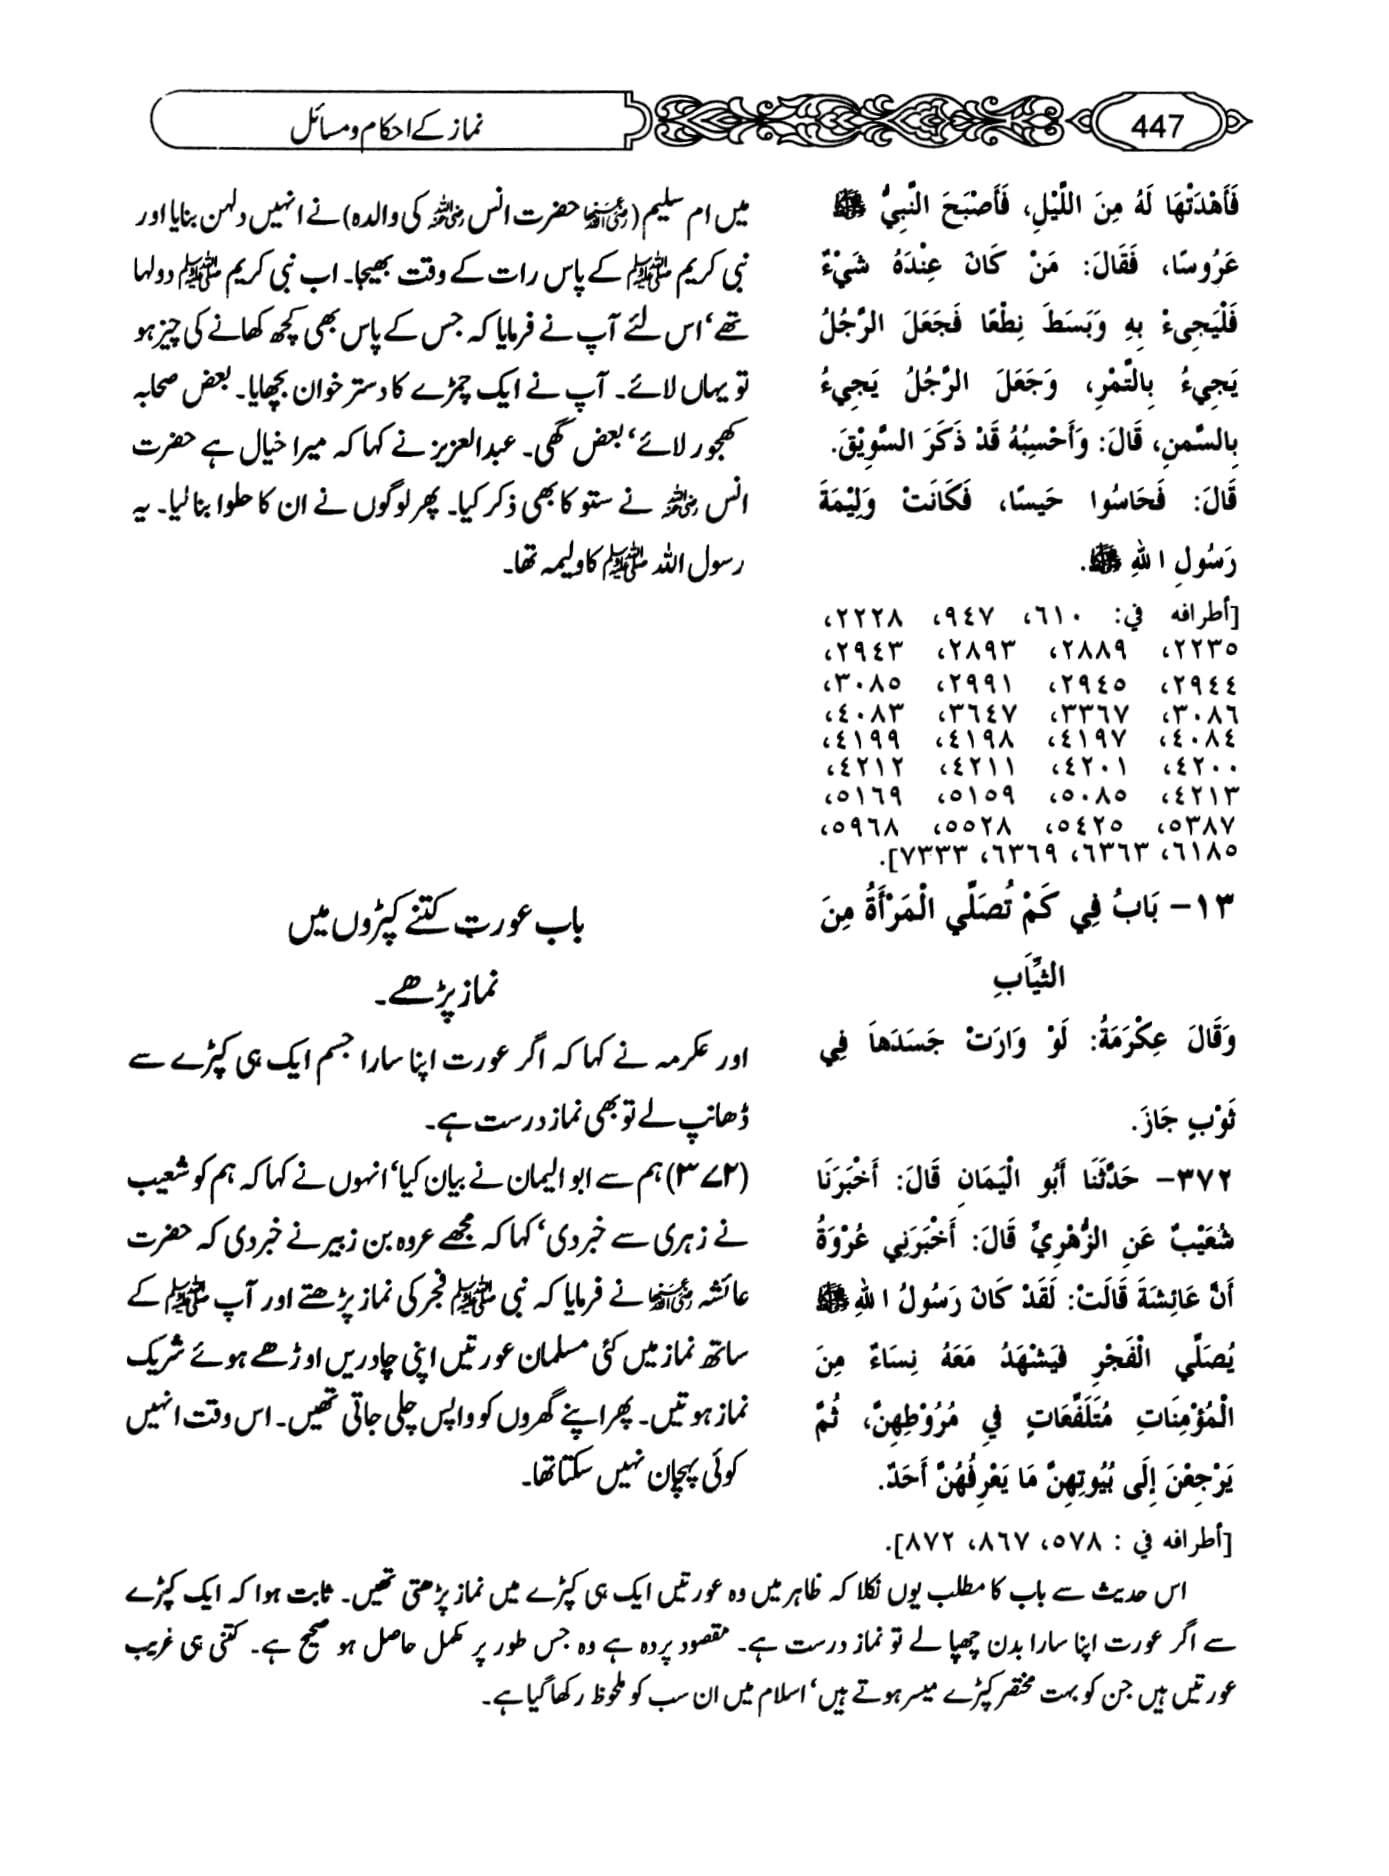 447
نماز کے احکام و مسائل
فَأَهْدَتْهَا لَهُ مِنَ اللَّيْلِ، فَأَصْبَحَ النَّبِيُّ ﷺ
عَرُوسًا، فَقَالَ: مَنْ كَانَ عِنْدَهُ شَيْءٌ
فَلْيَجِيءْ بِهِ وَبَسَطَ نِطْعًا فَجَعَلَ الرَّجُلُ
يَجِيءُ بِالتَّمْرِ، وَجَعَلَ الرَّجُلُ يَجِيءُ
بِالسَّمنِ، قَالَ: وَأَحْسِبُهُ قَدْ ذَكَرَ السَّوِيْقَ.
قَالَ: فَحَاسُوا حَيسًا، فَكَانَتْ وَلِيْمَةَ
رَسُولِ اللهِ ﷺ.
[أطرافه في: ٦١٠، ٩٤٧، ٢٢٢٨،
٢٢٣٥، ٢٨٨٩، ٢٨٩٣، ٢٩٤٣،
٢٩٤٤، ٢٩٤٥، ٢٩٩١، ٣٠٨٥،
٣٠٨٦، ٣٣٦٧، ٣٦٤٧، ٤٠٨٣،
٤٠٨٤، ٤١٩٧، ٤١٩٨، ٤١٩٩،
٤٢٠٠، ٤٢٠١، ٤٢١١، ٤٢١٢،
٤٢١٣، ٥٠٨٥، ٥١٥٩، ٥١٦٩،
٥٣٨٧، ٥٤٢٥، ٥٥٢٨، ٥٩٦٨،
٦١٨٥، ٦٣٦٣، ٦٣٦٩، ٧٣٣٣].
١٣- بَابُ فِي كَمْ تُصَلِّي الْمَرْأَةُ مِنَ
الثِّيَابِ
وَقَالَ عِكْرَمَةُ: لَوْ وَارَتْ جَسَدَهَا فِي
ثَوْبٍ جَازَ.
٣٧٢- حَدَّثَنَا أَبُو الْيَمَانِ قَالَ: أَخْبَرَنَا
شُعَيْبٌ عَنِ الزُّهْرِيِّ قَالَ: أَخْبَرَنِي عُرْوَةُ
أَنَّ عَائِشَةَ قَالَتْ: لَقَدْ كَانَ رَسُولُ اللهِ ﷺ
يُصَلِّي الْفَجْرِ فَيَشْهَدُ مَعَهُ نِسَاءٌ مِنَ
الْمُؤْمِنَاتِ مُتَلَفَّعَاتٍ فِي مُرُوْطِهِنَّ، ثُمَّ
يَرْجِعْنَ إِلَى بُيُوتِهِنَّ مَا يَعْرِفُهُنَّ أَحَدٌ.
[أطرافه في : ٥٧٨، ٨٦٧، ٨٧٢].
میں ام سلیم (رضی اللہ عنہا حضرت انس رضی اللہ عنہ کی والدہ) نے انہیں دلہن بنایا اور
نبی کریم ﷺ کے پاس رات کے وقت بھیجا۔ اب نبی کریم ﷺ دولہا
تھے' اس لئے آپ نے فرمایا کہ جس کے پاس بھی کچھ کھانے کی چیز ہو
تو یہاں لائے۔ آپ نے ایک چمڑے کا دستر خوان بچھایا۔ بعض صحابہ
کھجور لائے' بعض گھی۔ عبدالعزیز نے کہا کہ میرا خیال ہے حضرت
انس رضی اللہ عنہ نے ستو کا بھی ذکر کیا۔ پھر لوگوں نے ان کا حلوا بنا لیا۔ یہ
رسول اللہ ﷺ کا ولیمہ تھا۔
باب عورت کتنے کپڑوں میں
نماز پڑھے۔
اور عکرمہ نے کہا کہ اگر عورت اپنا سارا جسم ایک ہی کپڑے سے
ڈھانپ لے تو بھی نماز درست ہے۔
(۳۷۲) ہم سے ابو الیمان نے بیان کیا' انہوں نے کہا کہ ہم کو شعیب
نے زہری سے خبر دی' کہا کہ مجھے عروہ بن زبیر نے خبر دی کہ حضرت
عائشہ رضی اللہ عنہا نے فرمایا کہ نبی ﷺ فجر کی نماز پڑھتے اور آپ ﷺ کے
ساتھ نماز میں کئی مسلمان عورتیں اپنی چادریں اوڑھے ہوئے شریک
نماز ہوتیں۔ پھر اپنے گھروں کو واپس چلی جاتی تھیں۔ اس وقت انہیں
کوئی پہچان نہیں سکتا تھا۔
اس حدیث سے باب کا مطلب یوں نکلا کہ ظاہر میں وہ عورتیں ایک ہی کپڑے میں نماز پڑھتی تھیں۔ ثابت ہوا کہ ایک کپڑے
سے اگر عورت اپنا سارا بدن چھپا لے تو نماز درست ہے۔ مقصود پردہ ہے وہ جس طور پر مکمل حاصل ہو صحیح ہے۔ کتنی ہی غریب
عورتیں ہیں جن کو بہت مختصر کپڑے میسر ہوتے ہیں' اسلام میں ان سب کو ملحوظ رکھا گیا ہے۔